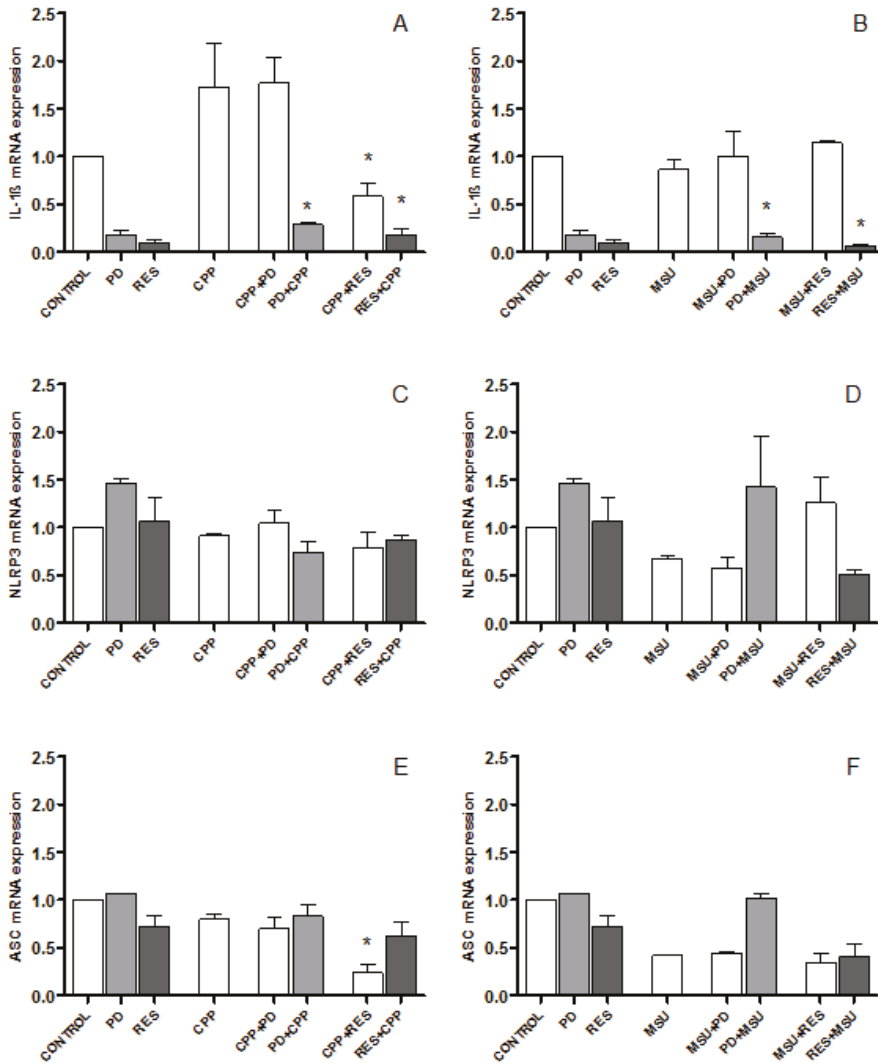 A
IL-1ß mRNA expression
2.5
2.0
1.5
1.0
0.5
0.0
*
*
*
CONTROL
PD
RES
CPP
CPP+PD
PD+CPP
CPP+RES
RES+CPP
B
IL-1ß mRNA expression
2.5
2.0
1.5
1.0
0.5
0.0
*
*
CONTROL
PD
RES
MSU
MSU+PD
PD+MSU
MSU+RES
RES+MSU
C
NLRP3 mRNA expression
2.5
2.0
1.5
1.0
0.5
0.0
CONTROL
PD
RES
CPP
CPP+PD
PD+CPP
CPP+RES
RES+CPP
D
NLRP3 mRNA expression
2.5
2.0
1.5
1.0
0.5
0.0
CONTROL
PD
RES
MSU
MSU+PD
PD+MSU
MSU+RES
RES+MSU
E
ASC mRNA expression
2.5
2.0
1.5
1.0
0.5
0.0
*
CONTROL
PD
RES
CPP
CPP+PD
PD+CPP
CPP+RES
RES+CPP
F
ASC mRNA expression
2.5
2.0
1.5
1.0
0.5
0.0
CONTROL
PD
RES
MSU
MSU+PD
PD+MSU
MSU+RES
RES+MSU